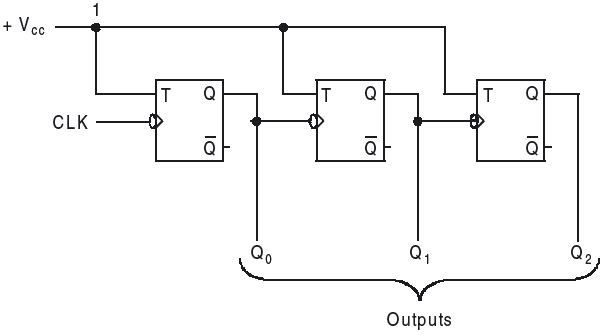 1
+ Vcc
T Q T Q T Q
CLK
Q̅ Q̅ Q̅
Q0 Q1 Q2
Outputs